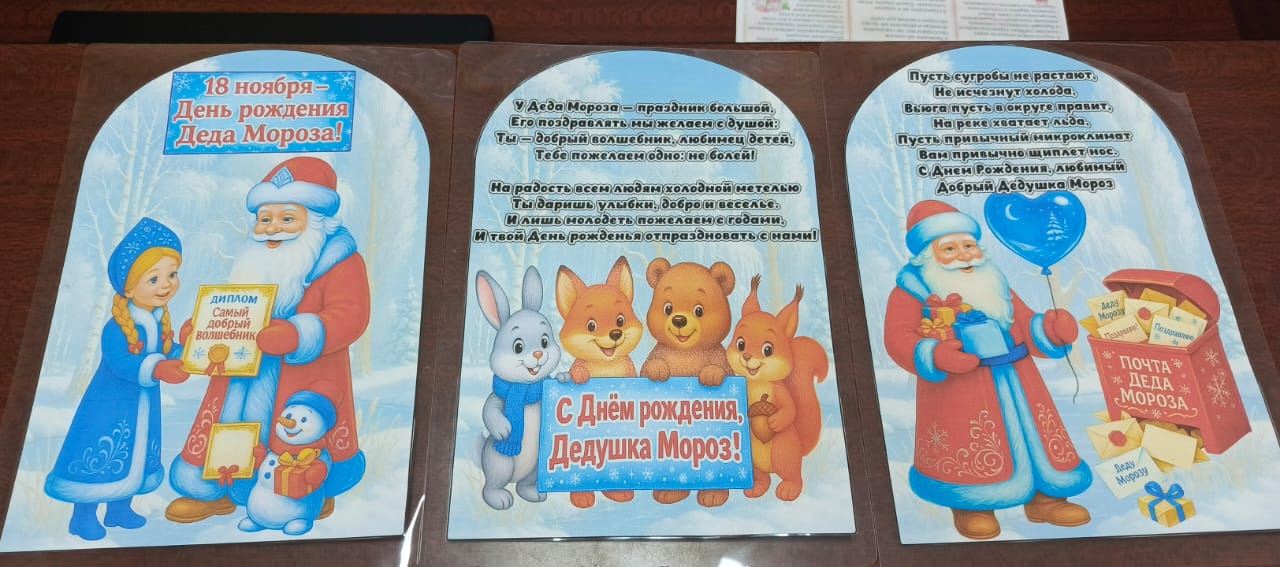 18 ноября –
День рождения
Деда Мороза!
ДИПЛОМ
Самый
добрый
волшебник
У Деда Мороза – праздник большой,
Его поздравлять мы желаем с душой:
Ты – добрый волшебник, любимец детей,
Тебе пожелаем одно: не болей!
На радость всем людям холодной метелью
Ты даришь улыбки, добро и веселье.
И лишь молодеть пожелаем с годами,
И твой День рожденья отпраздновать с нами!
С Днём рождения,
Дедушка Мороз!
Пусть сугробы не растают,
Не исчезнут холода,
Вьюга пусть в округе правит,
На реке хватает льда,
Пусть привычный микроклимат
Вам привычно щиплет нос.
С Днем Рождения, любимый
Добрый Дедушка Мороз
Деду
Морозу
Поздравляю!
Поздравляю
ПОЧТА
ДЕДА
МОРОЗА
Деду
Морозу